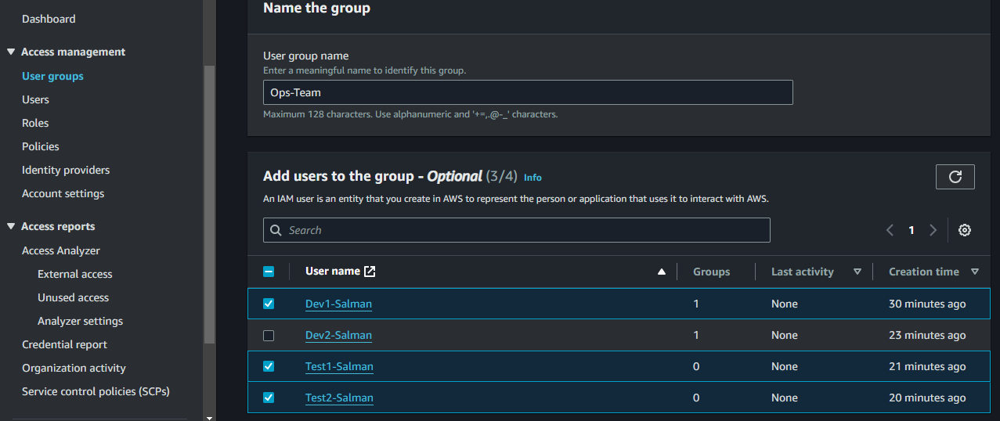 Dashboard
Access management
User groups
Users
Roles
Policies
Identity providers
Account settings
Access reports
Access Analyzer
External access
Unused access
Analyzer settings
Credential report
Organization activity
Service control policies (SCPs)
Name the group
User group name
Enter a meaningful name to identify this group.
Ops-Team
Maximum 128 characters. Use alphanumeric and '+=,.@-_' characters.
Add users to the group - Optional (3/4) Info
An IAM user is an entity that you create in AWS to represent the person or application that uses it to interact with AWS.
Search
1
User name Groups Last activity Creation time
Dev1-Salman 1 None 30 minutes ago
Dev2-Salman 1 None 23 minutes ago
Test1-Salman 0 None 21 minutes ago
Test2-Salman 0 None 20 minutes ago